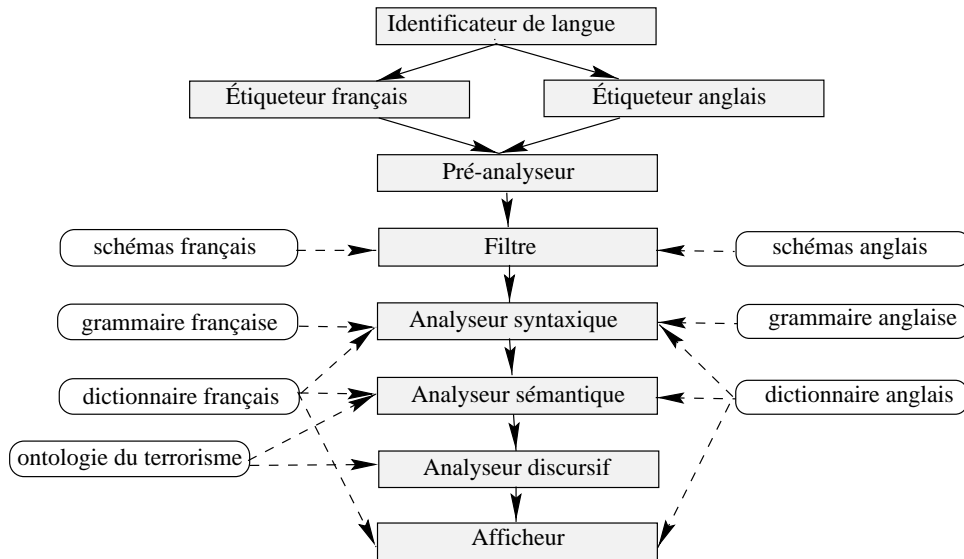 Identificateur de langue
Étiqueteur français
Étiqueteur anglais
Pré-analyseur
schémas français
Filtre
schémas anglais
grammaire française
Analyseur syntaxique
grammaire anglaise
dictionnaire français
Analyseur sémantique
dictionnaire anglais
ontologie du terrorisme
Analyseur discursif
Afficheur